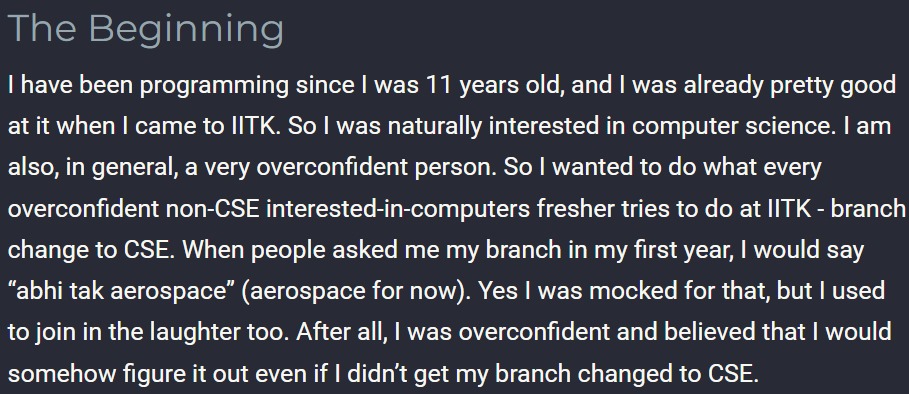 The Beginning
I have been programming since I was 11 years old, and I was already pretty good
at it when I came to IITK. So I was naturally interested in computer science. I am
also, in general, a very overconfident person. So I wanted to do what every
overconfident non-CSE interested-in-computers fresher tries to do at IITK - branch
change to CSE. When people asked me my branch in my first year, I would say
“abhi tak aerospace” (aerospace for now). Yes I was mocked for that, but I used
to join in the laughter too. After all, I was overconfident and believed that I would
somehow figure it out even if I didn’t get my branch changed to CSE.